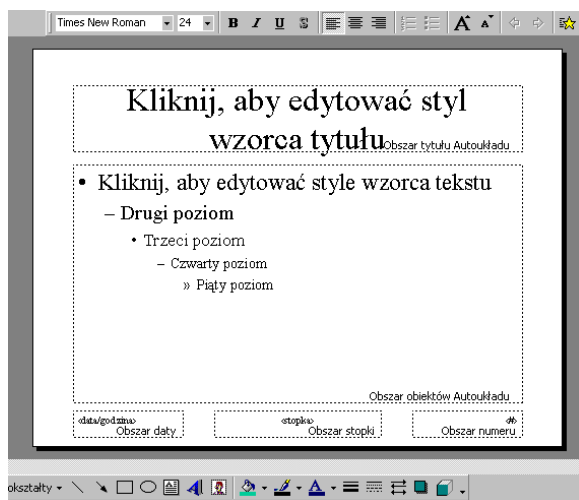 Times New Roman 24 B I U S A A
Kliknij, aby edytować styl
wzorca tytułu
Obszar tytułu Autoukładu
• Kliknij, aby edytować style wzorca tekstu
– Drugi poziom
• Trzeci poziom
– Czwarty poziom
» Piąty poziom
Obszar obiektów Autoukładu
<data/godzina> <stopka> <#>
Obszar daty Obszar stopki Obszar numeru
okształty A A